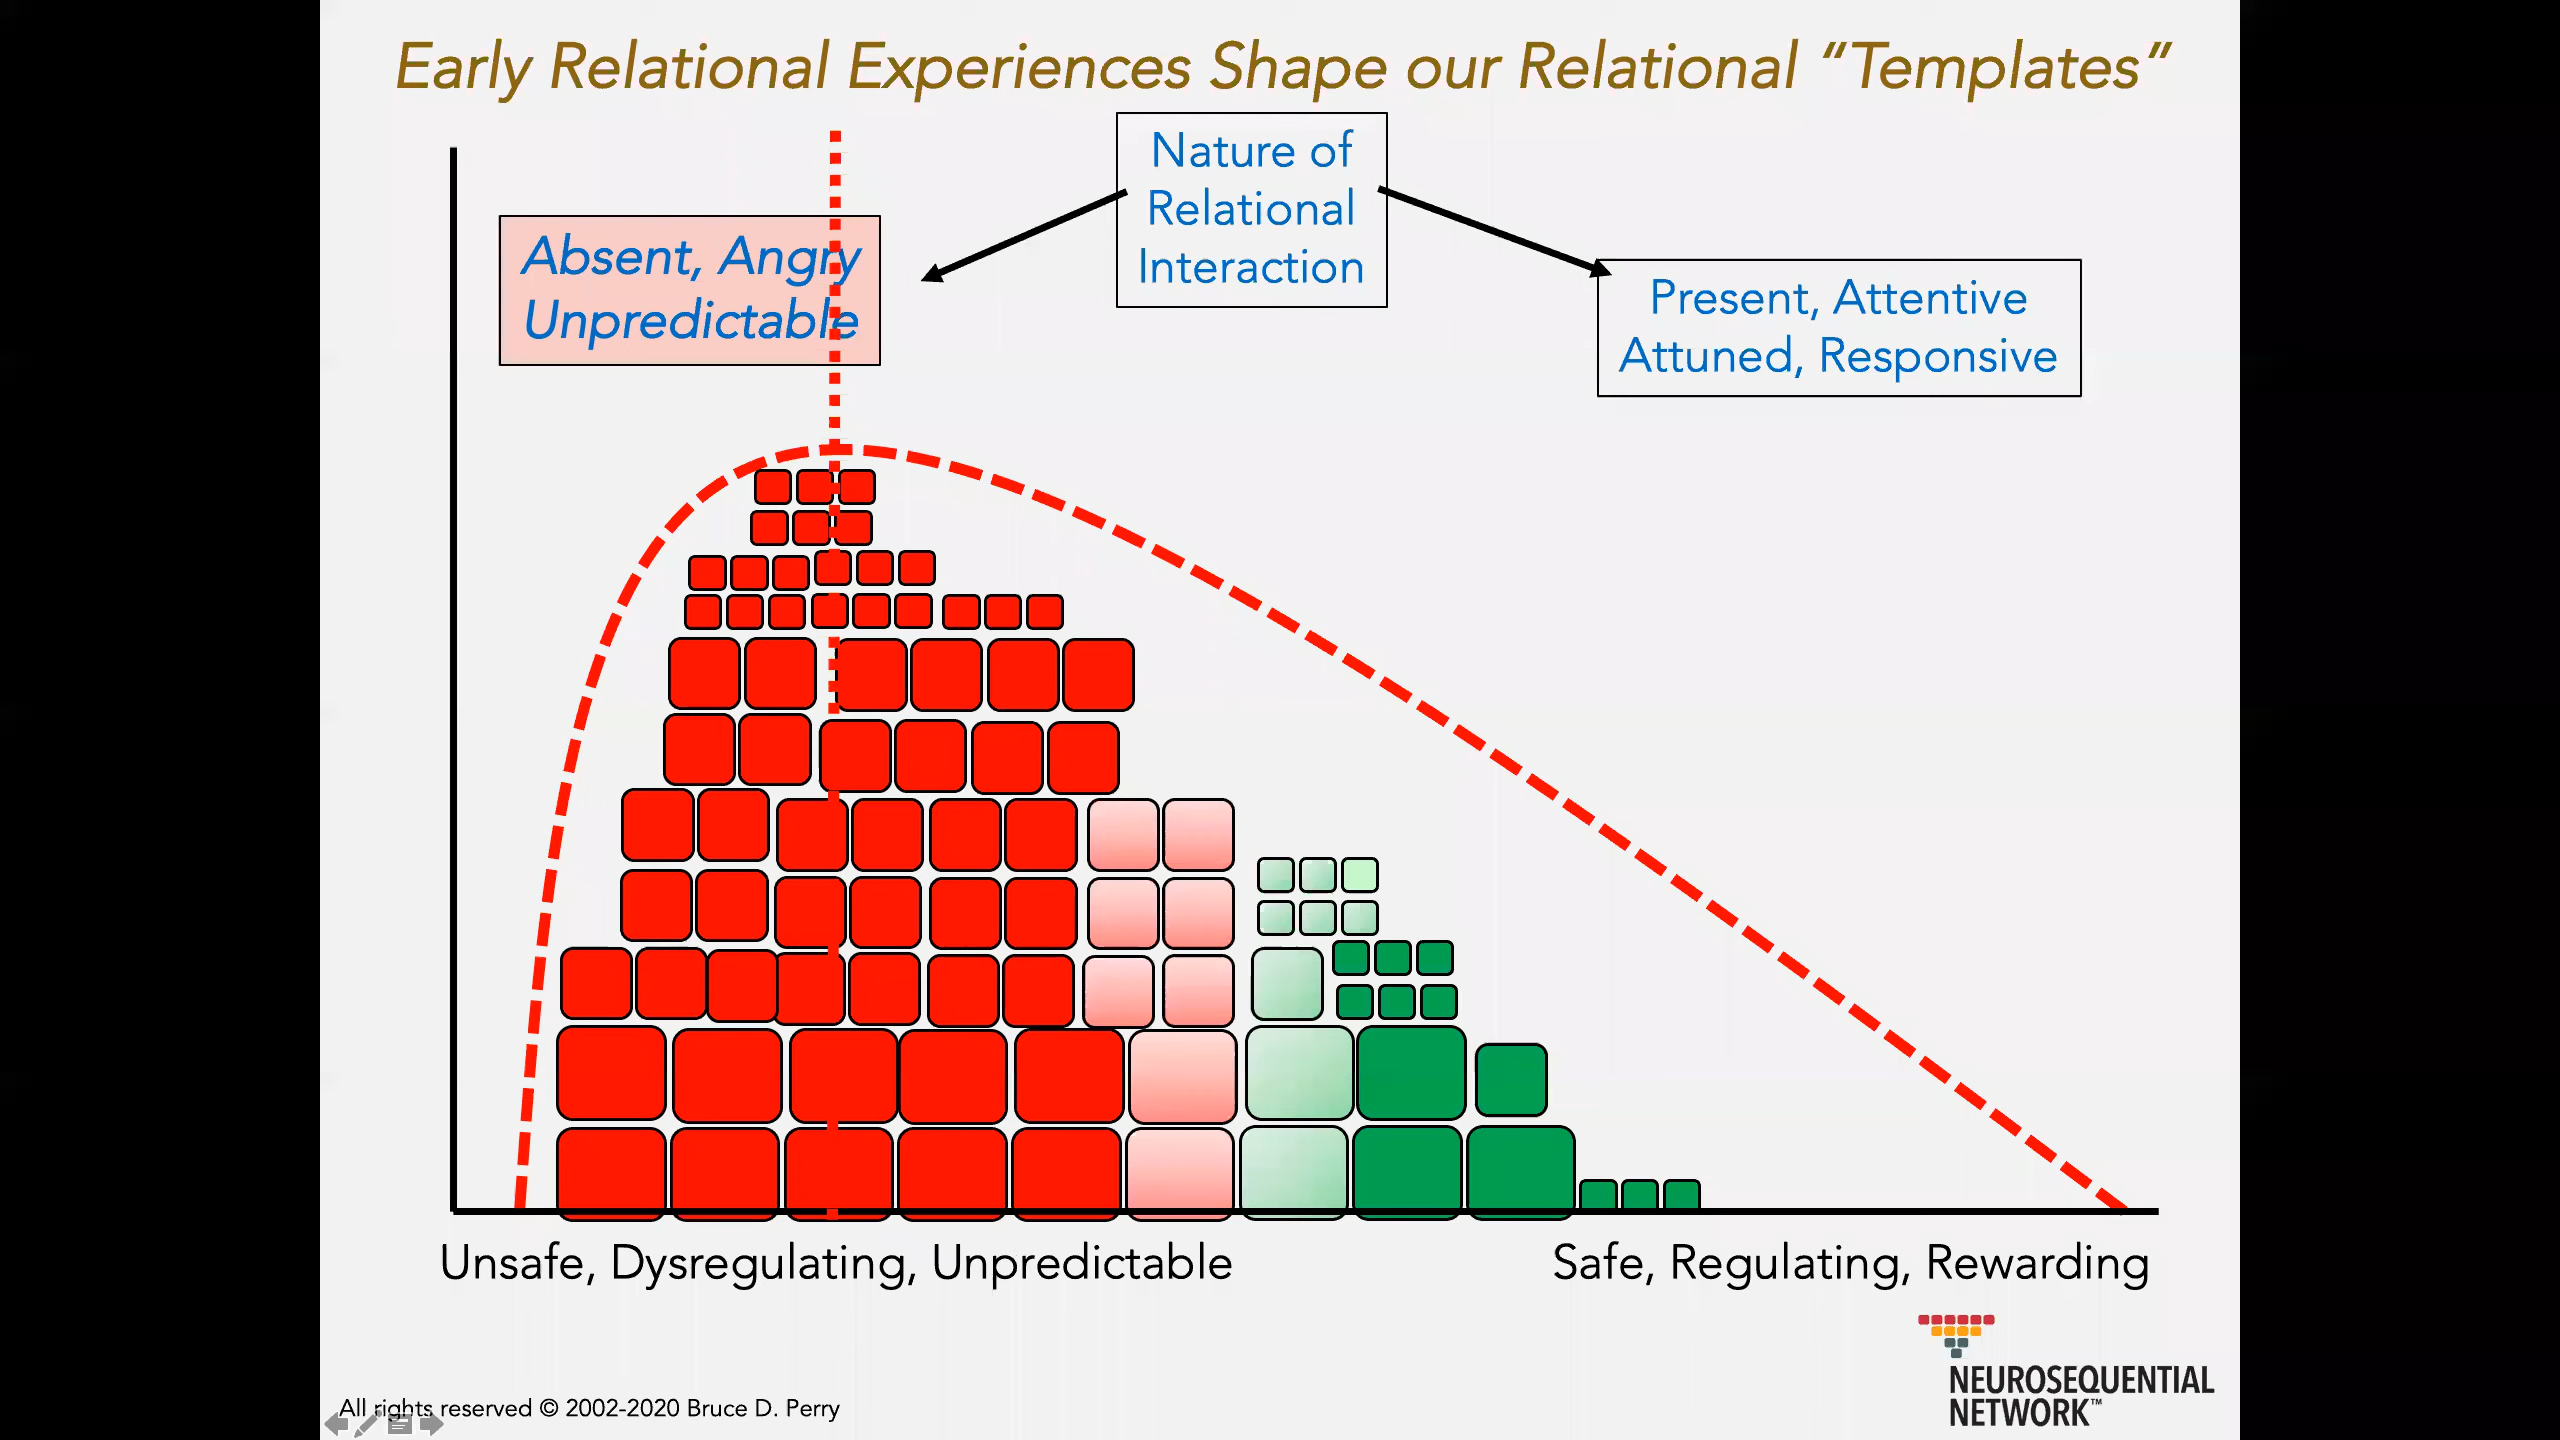 Early Relational Experiences Shape our Relational “Templates”
Nature of
Relational
Interaction
Absent, Angry
Unpredictable
Present, Attentive
Attuned, Responsive
Unsafe, Dysregulating, Unpredictable
Safe, Regulating, Rewarding
NEUROSEQUENTIAL
NETWORK™
All rights reserved © 2002-2020 Bruce D. Perry